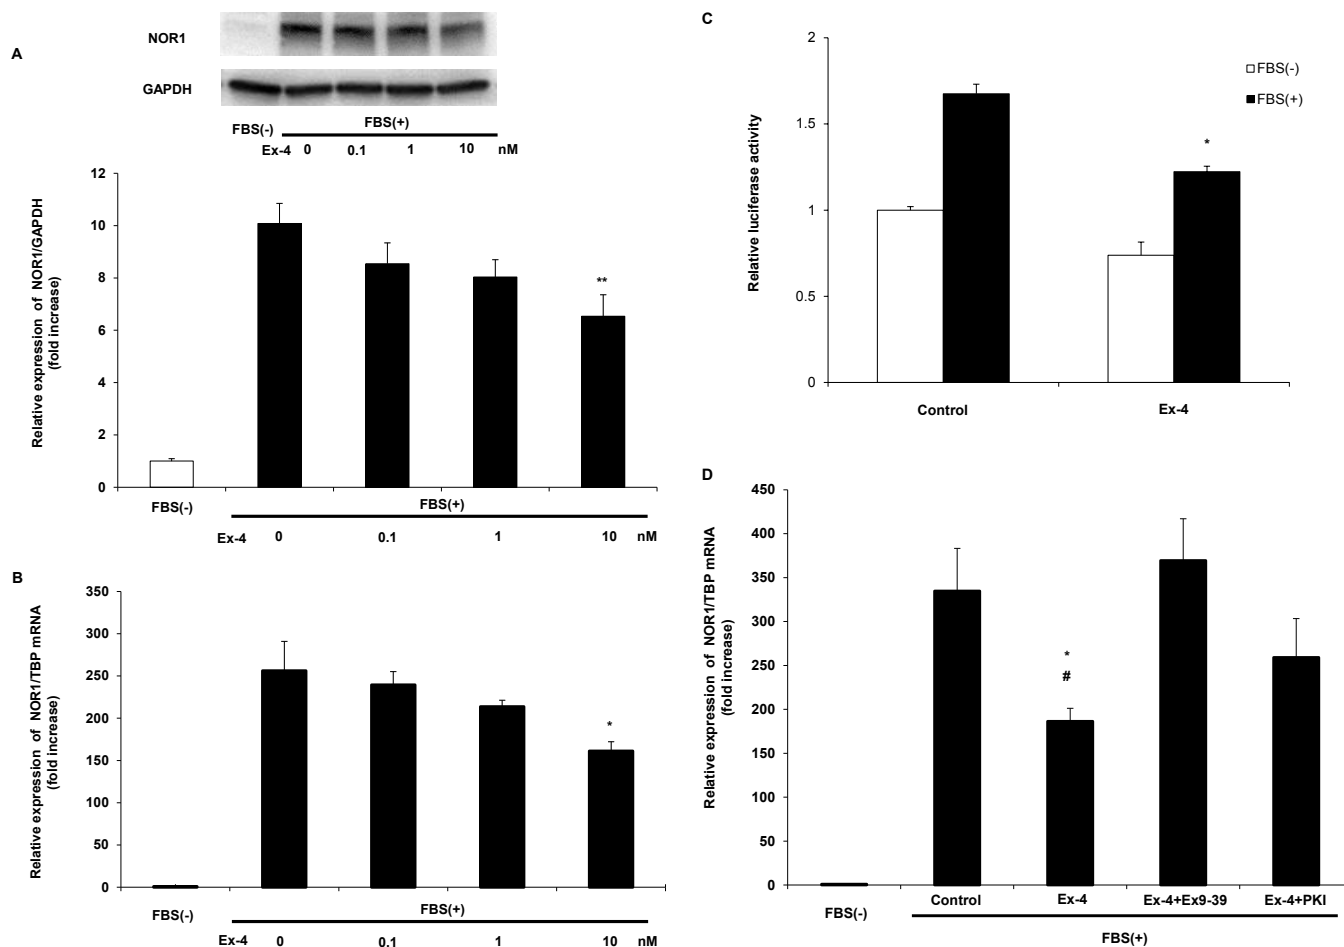 A
NOR1
GAPDH
FBS(-)
FBS(+)
Ex-4 0 0.1 1 10 nM
Relative expression of NOR1/GAPDH
(fold increase)
12
10
8
6
4
2
0
FBS(-)
FBS(+)
Ex-4 0 0.1 1 10 nM
**
B
Relative expression of NOR1/TBP mRNA
(fold increase)
350
300
250
200
150
100
50
0
*
FBS(-)
FBS(+)
Ex-4 0 0.1 1 10 nM
C
Relative luciferase activity
2
1.5
1
0.5
0
FBS(-)
FBS(+)
*
Control Ex-4
D
Relative expression of NOR1/TBP mRNA
(fold increase)
450
400
350
300
250
200
150
100
50
0
*
#
FBS(-)
Control Ex-4 Ex-4+Ex9-39 Ex-4+PKI
FBS(+)